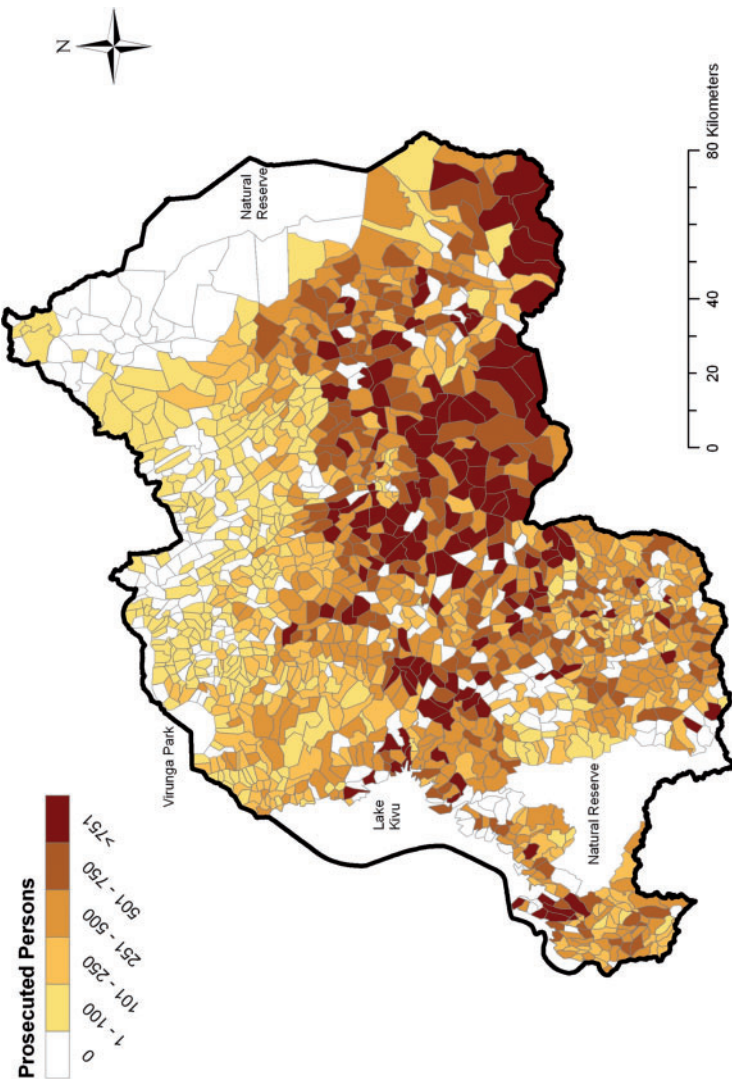 Prosecuted Persons
0
1 - 100
101 - 250
251 - 500
501 - 750
>751
N
Virunga Park
Natural
Reserve
Lake
Kivu
Natural Reserve
0 20 40 80 Kilometers